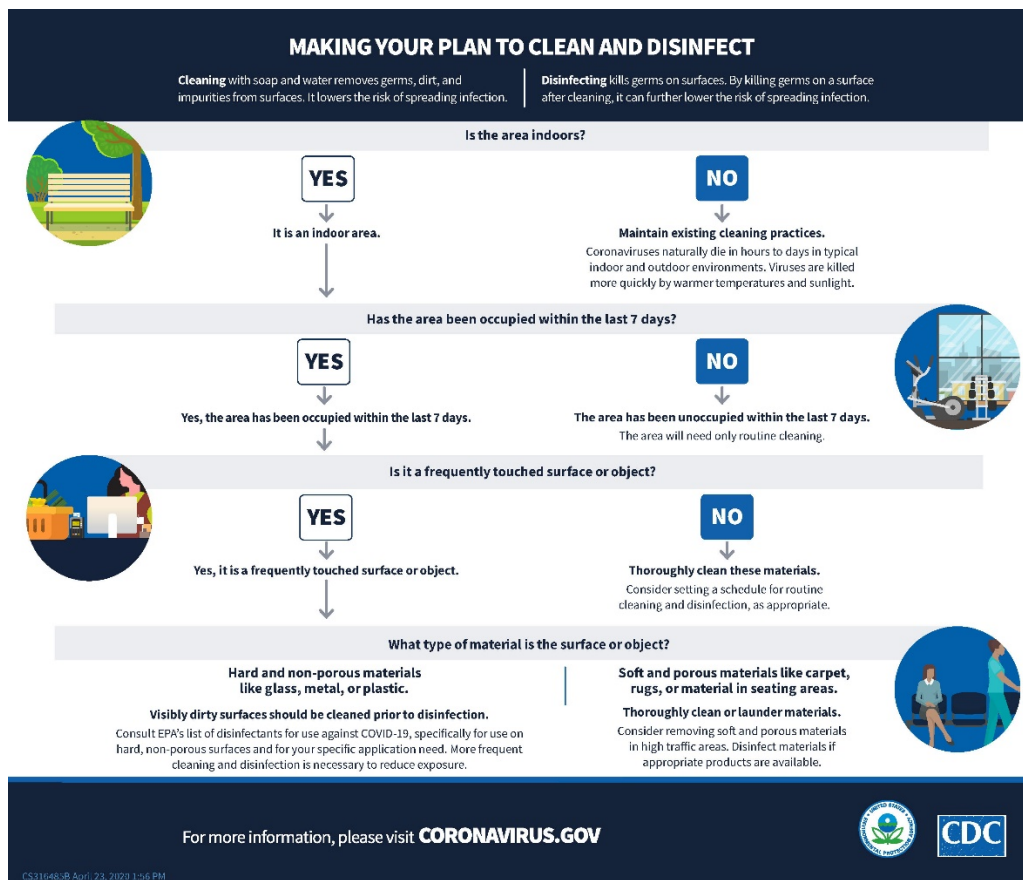 MAKING YOUR PLAN TO CLEAN AND DISINFECT
Cleaning with soap and water removes germs, dirt, and
impurities from surfaces. It lowers the risk of spreading infection.
Disinfecting kills germs on surfaces. By killing germs on a surface
after cleaning, it can further lower the risk of spreading infection.
Is the area indoors?
YES
It is an indoor area.
NO
Maintain existing cleaning practices.
Coronaviruses naturally die in hours to days in typical
indoor and outdoor environments. Viruses are killed
more quickly by warmer temperatures and sunlight.
Has the area been occupied within the last 7 days?
YES
Yes, the area has been occupied within the last 7 days.
NO
The area has been unoccupied within the last 7 days.
The area will need only routine cleaning.
Is it a frequently touched surface or object?
YES
Yes, it is a frequently touched surface or object.
NO
Thoroughly clean these materials.
Consider setting a schedule for routine
cleaning and disinfection, as appropriate.
What type of material is the surface or object?
Hard and non-porous materials
like glass, metal, or plastic.
Visibly dirty surfaces should be cleaned prior to disinfection.
Consult EPA's list of disinfectants for use against COVID-19, specifically for use on
hard, non-porous surfaces and for your specific application need. More frequent
cleaning and disinfection is necessary to reduce exposure.
Soft and porous materials like carpet,
rugs, or material in seating areas.
Thoroughly clean or launder materials.
Consider removing soft and porous materials
in high traffic areas. Disinfect materials if
appropriate products are available.
For more information, please visit CORONAVIRUS.GOV
UNITED STATES
CDC
CS316485B April 23, 2020 1:56 PM